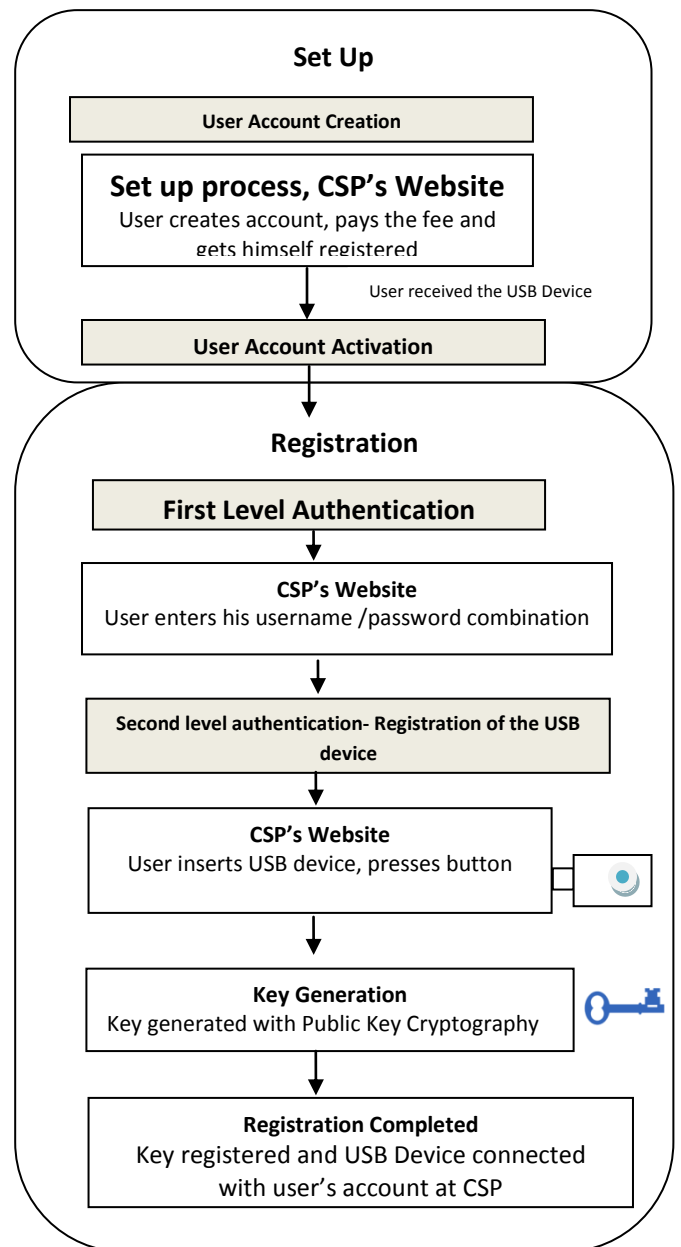 Set Up
User Account Creation
Set up process, CSP's Website
User creates account, pays the fee and
gets himself registered
User received the USB Device
User Account Activation
Registration
First Level Authentication
CSP's Website
User enters his username /password combination
Second level authentication- Registration of the USB
device
CSP's Website
User inserts USB device, presses button
Key Generation
Key generated with Public Key Cryptography
Registration Completed
Key registered and USB Device connected
with user's account at CSP